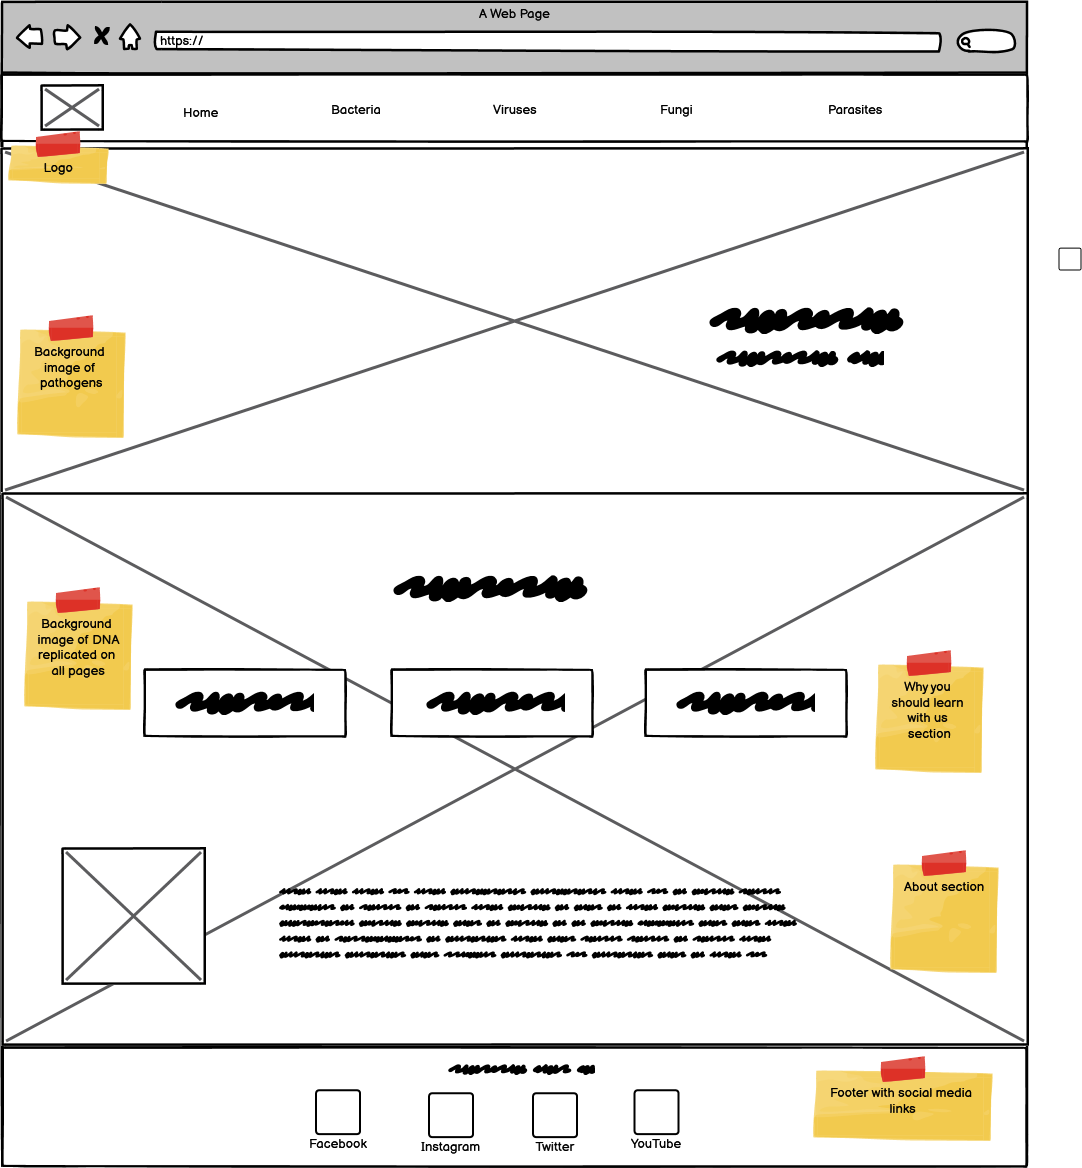 A Web Page
https://
Home
Bacteria
Viruses
Fungi
Parasites
Logo
Background
image of
pathogens
Background
image of DNA
replicated on
all pages
Why you
should learn
with us
section
About section
Footer with social media
links
Facebook
Instagram
Twitter
YouTube